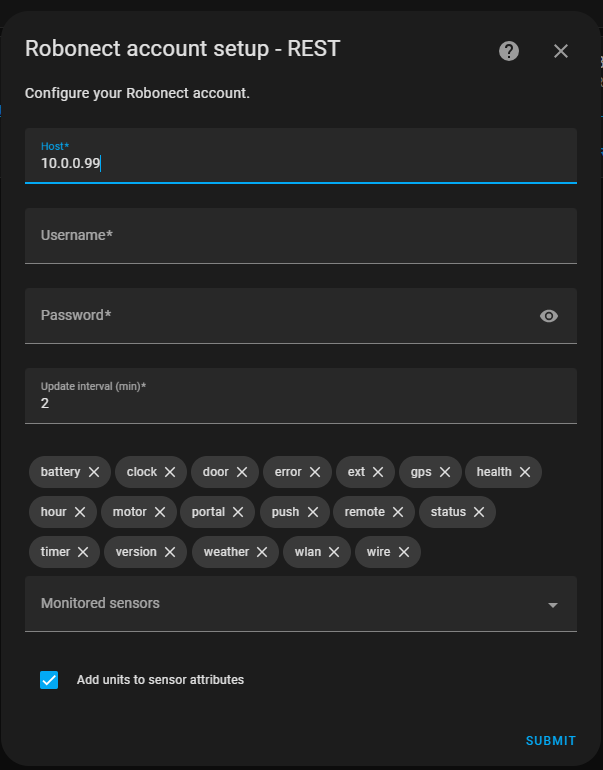 Robonect account setup - REST
Configure your Robonect account.
Host*
10.0.0.99
Username*
Password*
Update interval (min)*
2
battery clock door error ext gps health
hour motor portal push remote status
timer version weather wlan wire
Monitored sensors
Add units to sensor attributes
SUBMIT